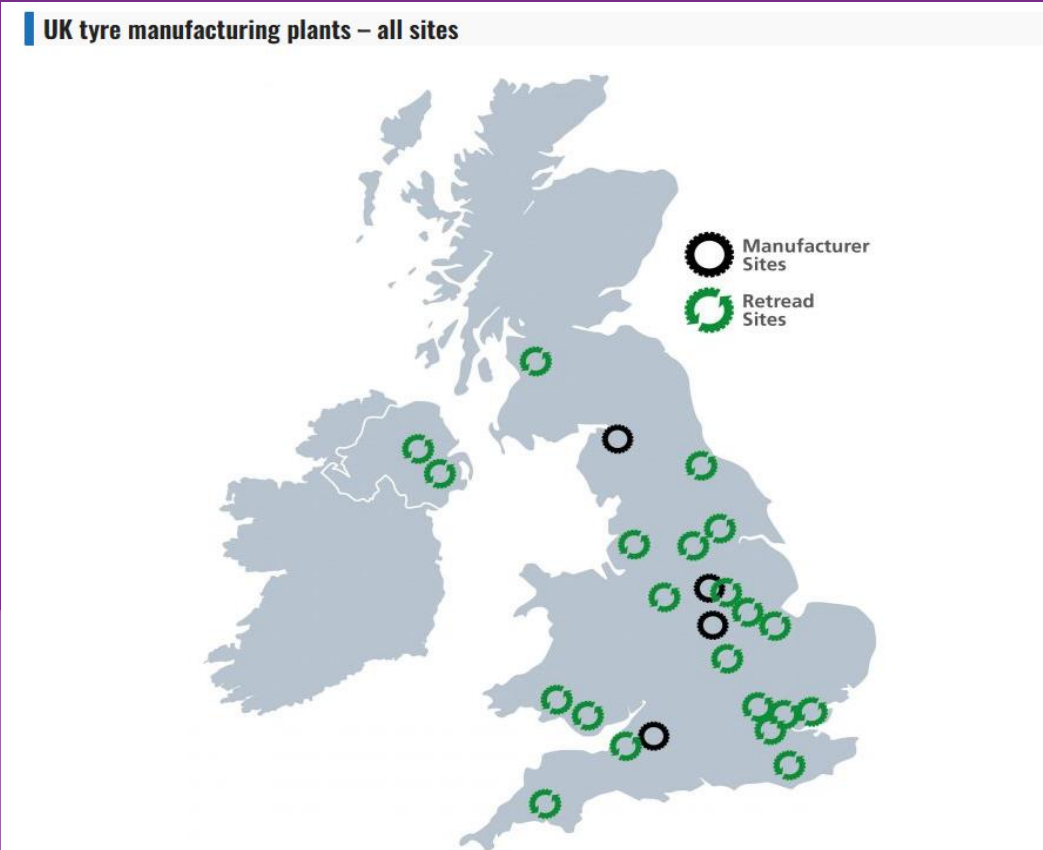 UK tyre manufacturing plants – all sites
Manufacturer
Sites
Retread
Sites